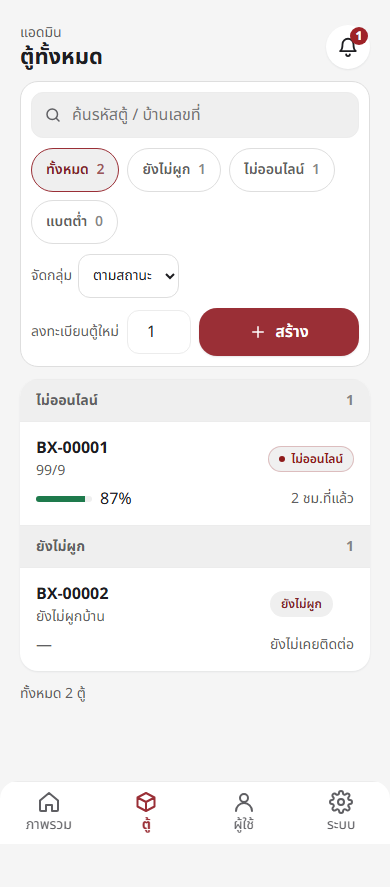 แอดมิน
ตู้ทั้งหมด
1
ค้นรหัสตู้ / บ้านเลขที่
ทั้งหมด 2
ยังไม่ผูก 1
ไม่ออนไลน์ 1
แบตต่ำ 0
จัดกลุ่ม ตามสถานะ
ลงทะเบียนตู้ใหม่ 1 + สร้าง
ไม่ออนไลน์ 1
BX-00001
ไม่ออนไลน์
99/9
87% 2 ชม.ที่แล้ว
ยังไม่ผูก 1
BX-00002
ยังไม่ผูก
ยังไม่ผูกบ้าน
— ยังไม่เคยติดต่อ
ทั้งหมด 2 ตู้
ภาพรวม ตู้ ผู้ใช้ ระบบ